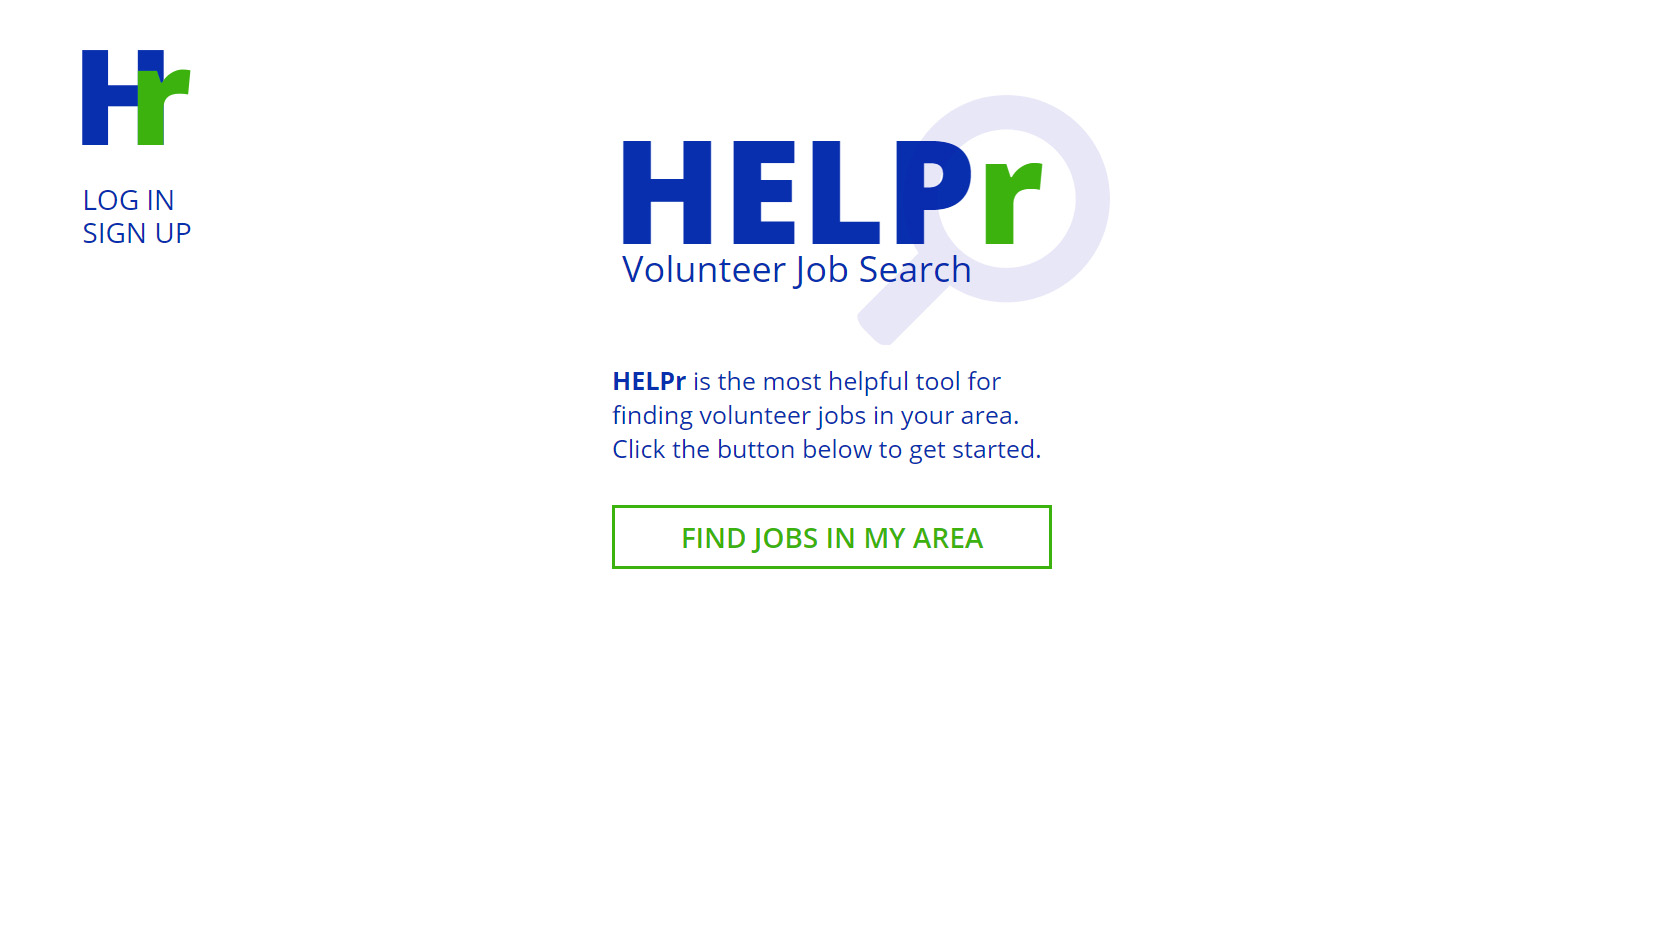 Hr
LOG IN
SIGN UP
HELPr
Volunteer Job Search
HELPr is the most helpful tool for
finding volunteer jobs in your area.
Click the button below to get started.
FIND JOBS IN MY AREA